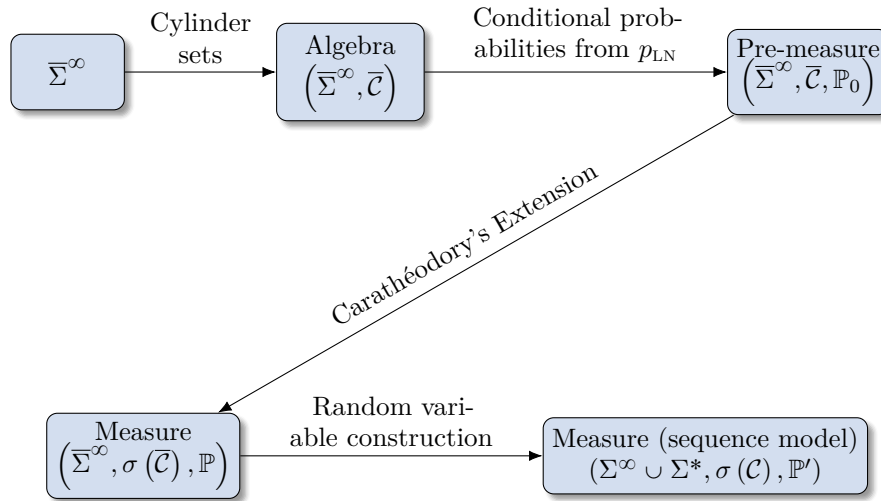 Cylinder
sets
Conditional prob-
abilities from p_LN
Σ̅^∞
Algebra
(Σ̅^∞, C̅)
Pre-measure
(Σ̅^∞, C̅, ℙ₀)
Carathéodory's Extension
Measure
(Σ̅^∞, σ(C̅), ℙ)
Random vari-
able construction
Measure (sequence model)
(Σ^∞ ∪ Σ*, σ(C), ℙ′)